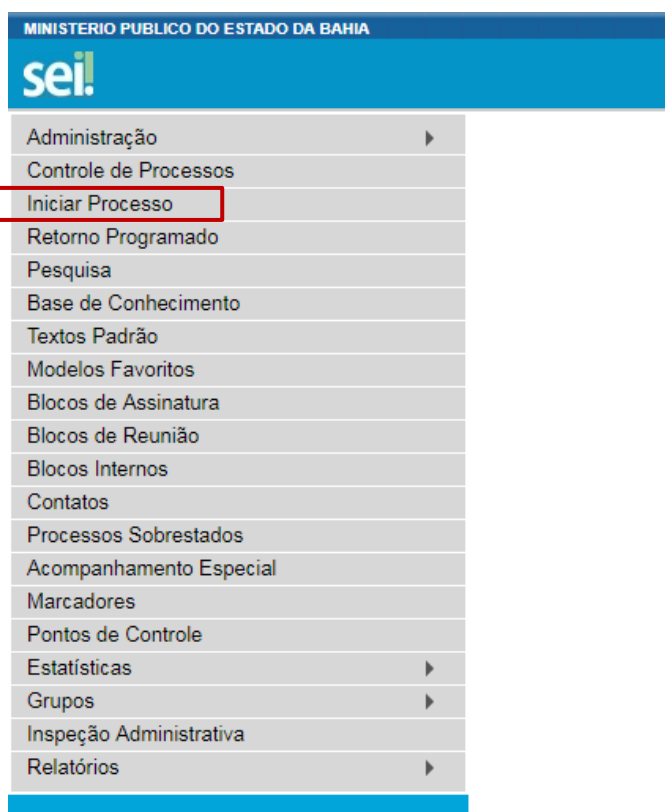 MINISTERIO PUBLICO DO ESTADO DA BAHIA
sei!
Administração
Controle de Processos
Iniciar Processo
Retorno Programado
Pesquisa
Base de Conhecimento
Textos Padrão
Modelos Favoritos
Blocos de Assinatura
Blocos de Reunião
Blocos Internos
Contatos
Processos Sobrestados
Acompanhamento Especial
Marcadores
Pontos de Controle
Estatísticas
Grupos
Inspeção Administrativa
Relatórios